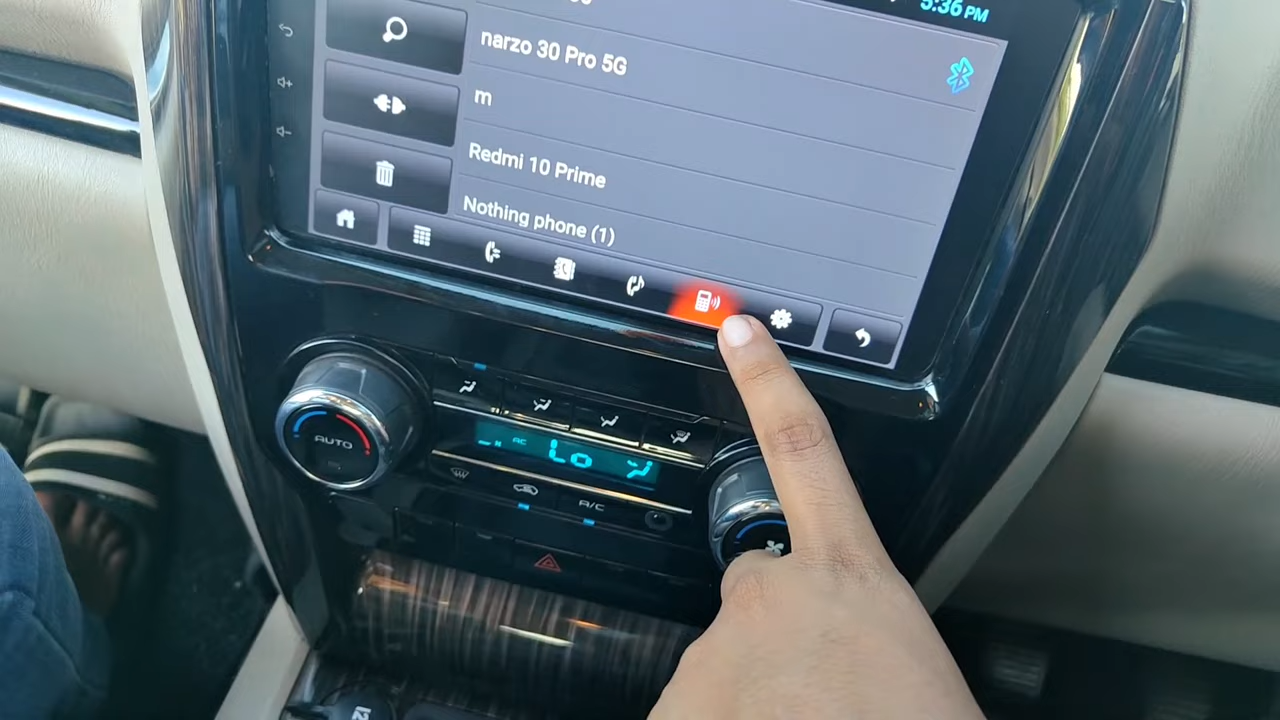 5:36 PM
narzo 30 Pro 5G
m
Redmi 10 Prime
Nothing phone (1)
AUTO
AC
Lo
A/C